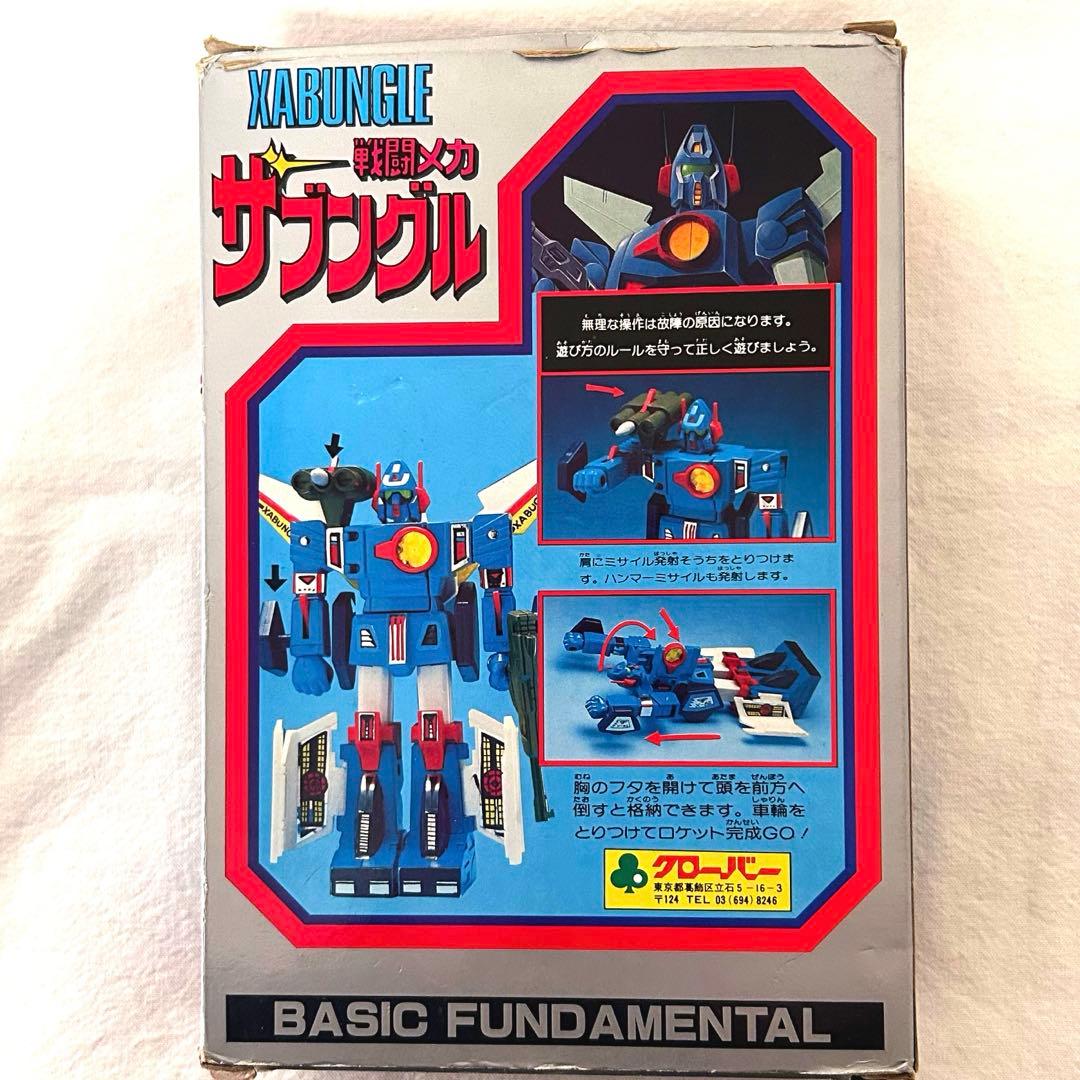 XABUNGLE
戦闘メカ
ザブングル
無理な操作は故障の原因になります。
遊び方のルールを守って正しく遊びましょう。
XABUNGL
XABUG
肩にミサイル発射そうちをとりつけま
す。ハンマーミサイルも発射します。
胸のフタを開けて頭を前方へ
倒すと格納できます。車輪を
とりつけてロケット完成GO!
クローバー
東京都葛飾区立石5-16-3
〒124 TEL 03(694)8246
BASIC FUNDAMENTAL